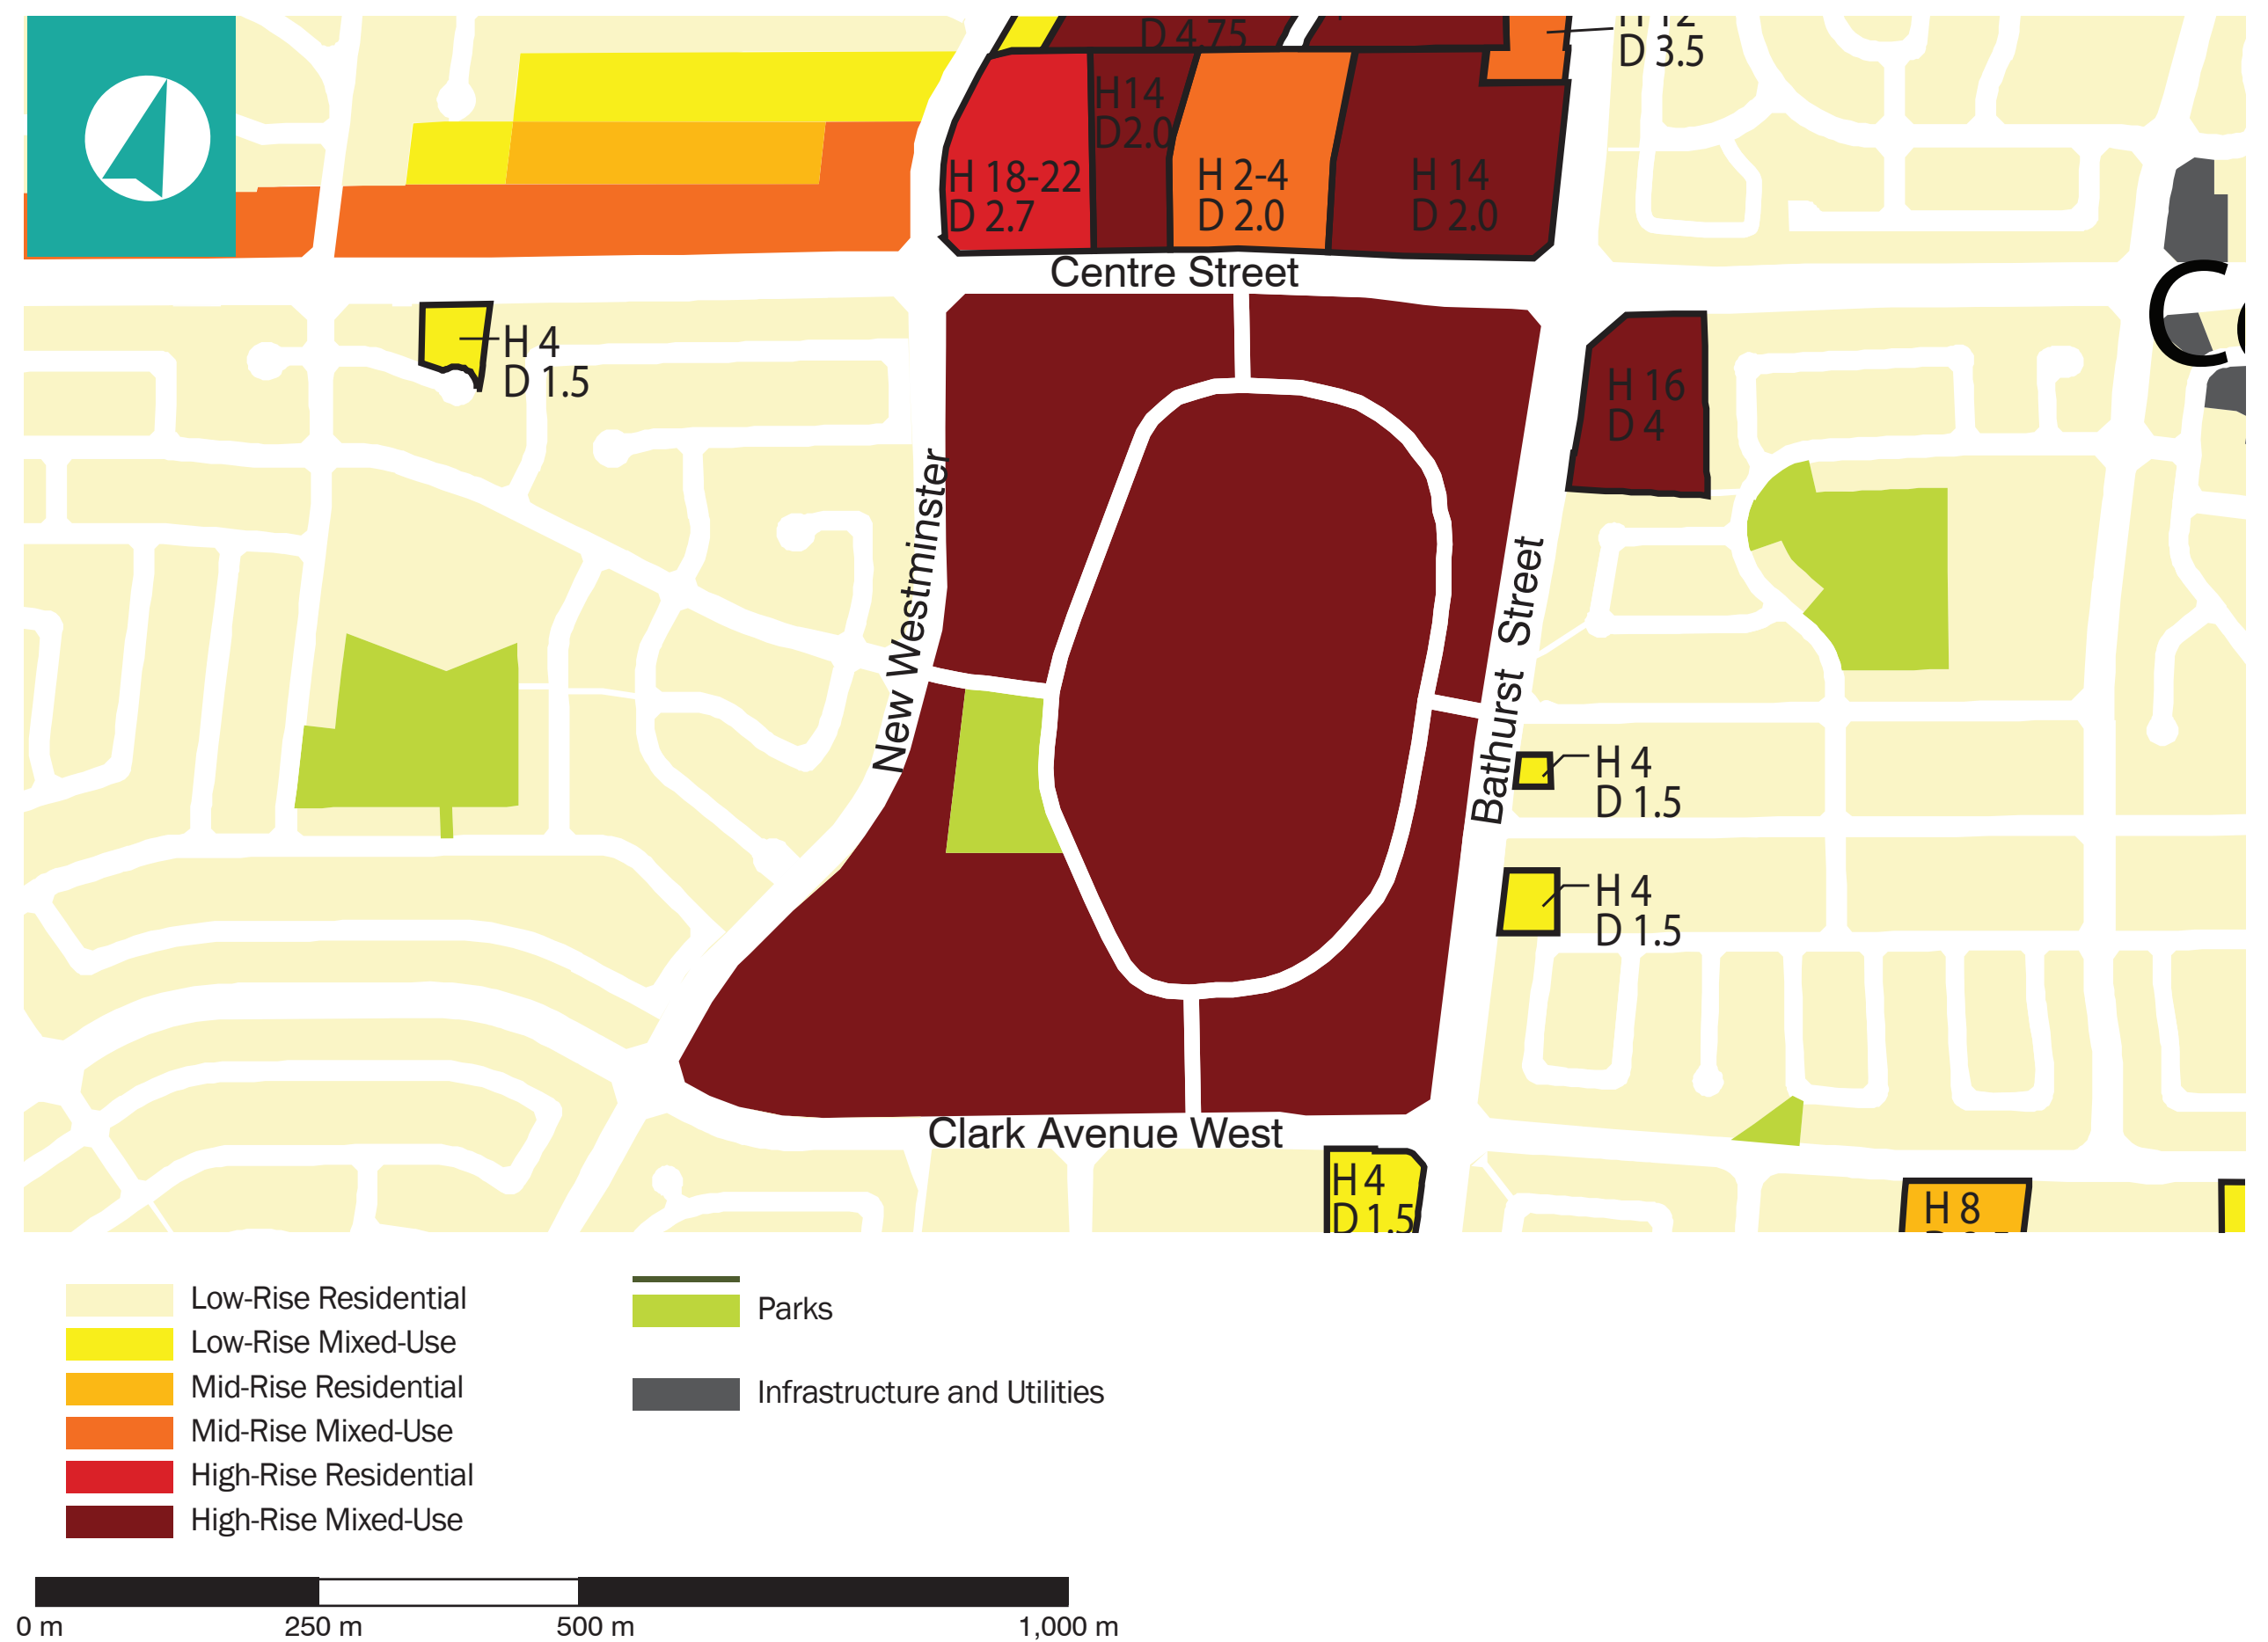 D 4.75
H 12
D 3.5
H14
D2.0
H 18-22
D 2.7
H 2-4
D 2.0
H 14
D 2.0
Centre Street
H 4
D 1.5
H 16
D 4
New Westminster
Bathurst Street
H 4
D 1.5
H 4
D 1.5
Clark Avenue West
H 4
D 1.5
H 8
Low-Rise Residential
Low-Rise Mixed-Use
Mid-Rise Residential
Mid-Rise Mixed-Use
High-Rise Residential
High-Rise Mixed-Use
Parks
Infrastructure and Utilities
0 m
250 m
500 m
1,000 m